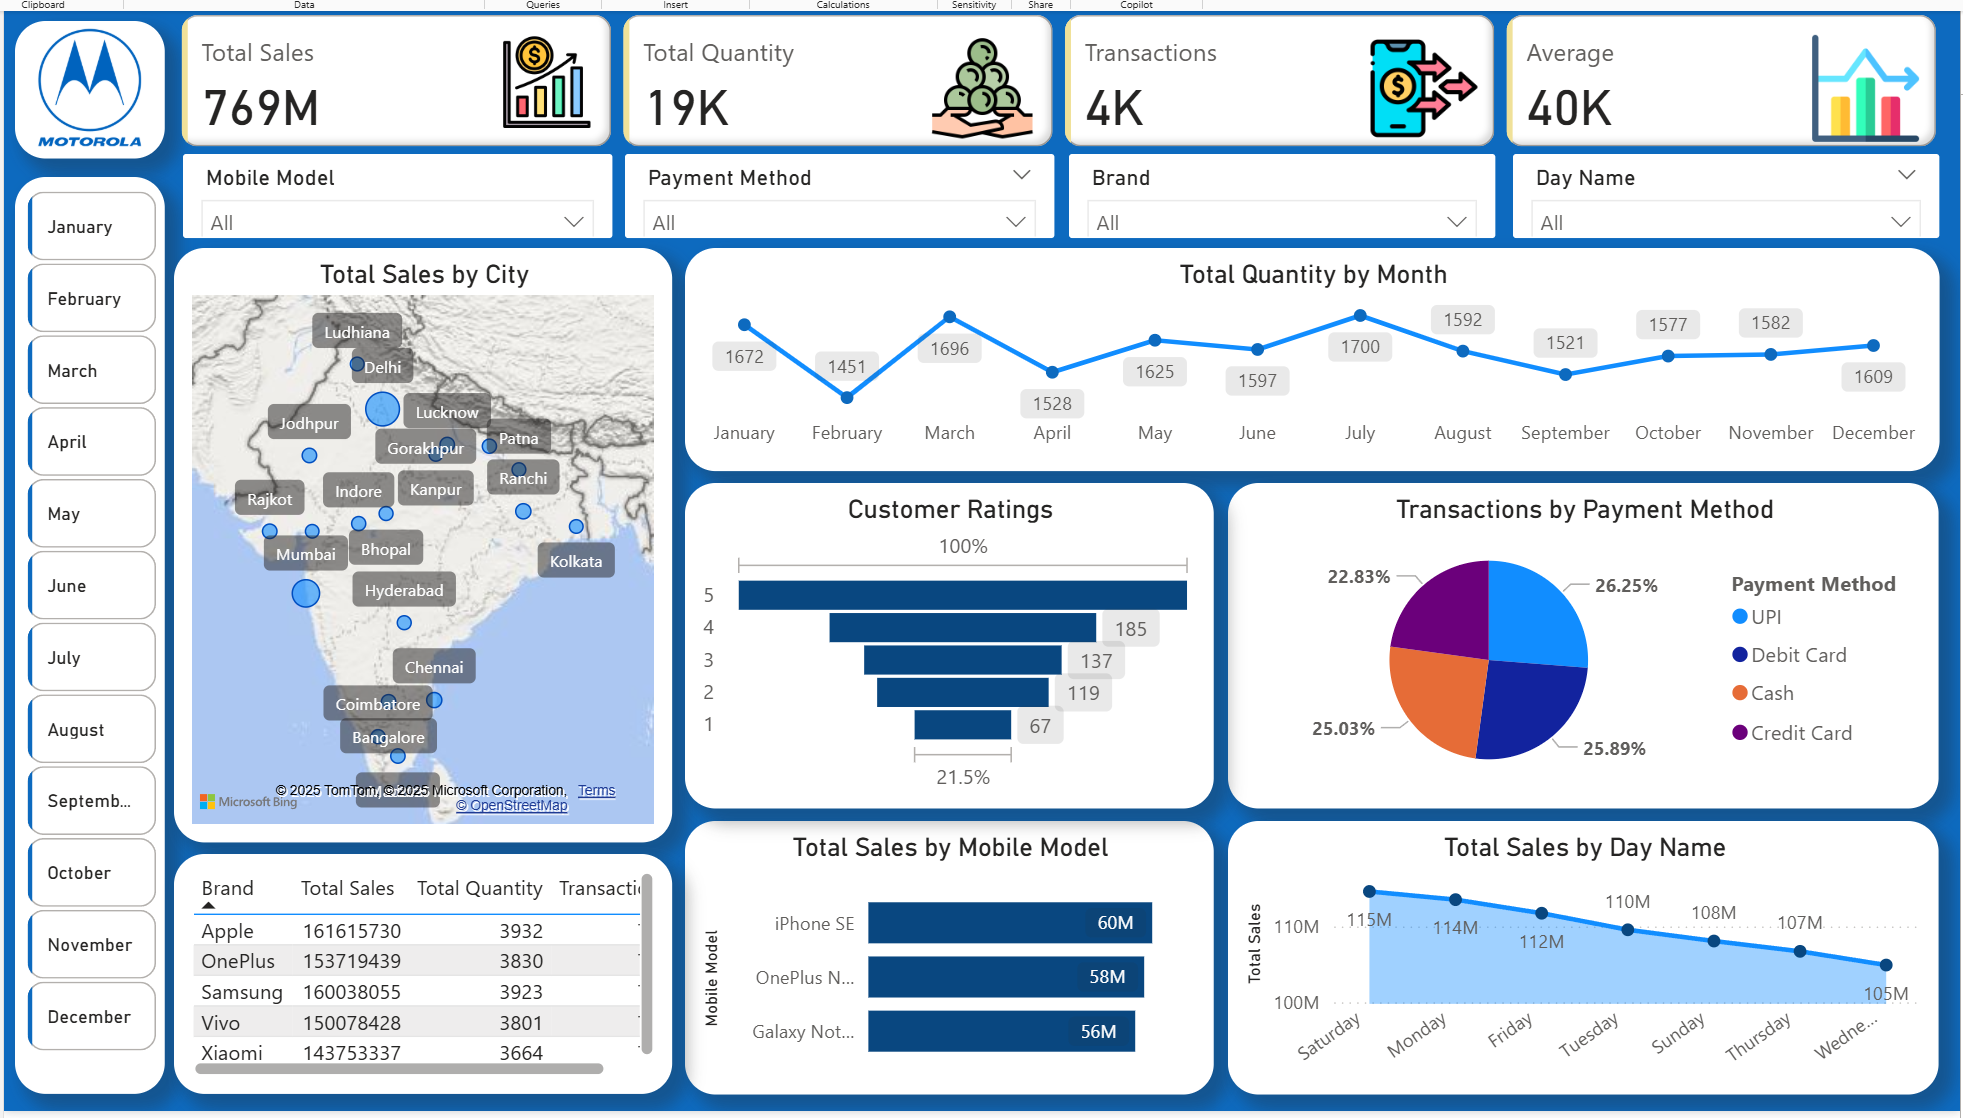 Clipboard
Data
Queries
Insert
Calculations
Sensitivity
Share
Copilot
MOTOROLA
Total Sales
769M
Total Quantity
19K
Transactions
4K
Average
40K
Mobile Model
All
Payment Method
All
Brand
All
Day Name
All
January
February
March
April
May
June
July
August
Septemb...
October
November
December
Total Sales by City
Ludhiana
Delhi
Lucknow
Jodhpur
Gorakhpur
Patna
Ranchi
Rajkot
Indore
Kanpur
Mumbai
Bhopal
Kolkata
Hyderabad
Chennai
Coimbatore
Bangalore
© 2025 TomTom, © 2025 Microsoft Corporation, Terms
Microsoft Bing
© OpenStreetMap
Total Quantity by Month
1672
1451
1696
1528
1625
1597
1700
1592
1521
1577
1582
1609
January February March April May June July August September October November December
Customer Ratings
100%
5
4 185
3 137
2 119
1 67
21.5%
Transactions by Payment Method
22.83%
26.25%
25.03%
25.89%
Payment Method
UPI
Debit Card
Cash
Credit Card
Brand Total Sales Total Quantity Transactic
Apple 161615730 3932
OnePlus 153719439 3830
Samsung 160038055 3923
Vivo 150078428 3801
Xiaomi 143753337 3664
Total Sales by Mobile Model
Mobile Model
iPhone SE 60M
OnePlus N... 58M
Galaxy Not... 56M
Total Sales by Day Name
Total Sales
110M
100M
115M
114M
112M
110M
108M
107M
105M
Saturday
Monday
Friday
Tuesday
Sunday
Thursday
Wedne...